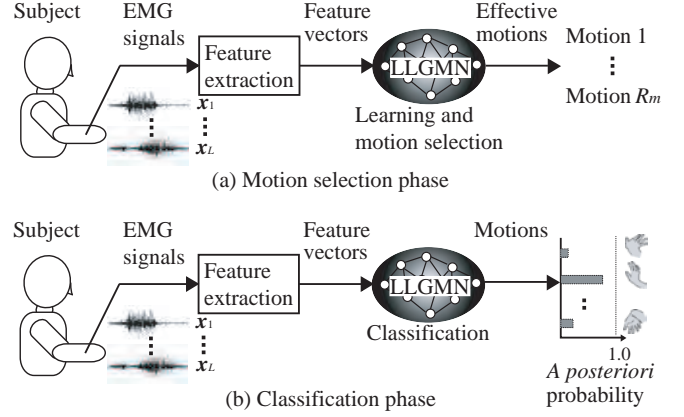 Subject
EMG
signals
Feature
vectors
Effective
motions
Feature
extraction
LLGMN
Motion 1
Motion Rm
x1
xL
Learning and
motion selection
(a) Motion selection phase
Subject
EMG
signals
Feature
vectors
Motions
Feature
extraction
LLGMN
x1
xL
Classification
1.0
A posteriori
probability
(b) Classification phase